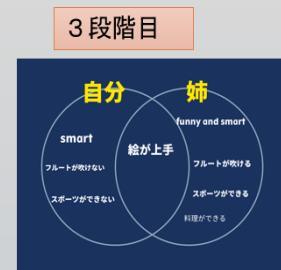 3段階目
自分
姉
smart
フルートが吹けない
スポーツができない
絵が上手
funny and smart
フルートが吹ける
スポーツできる
料理ができる